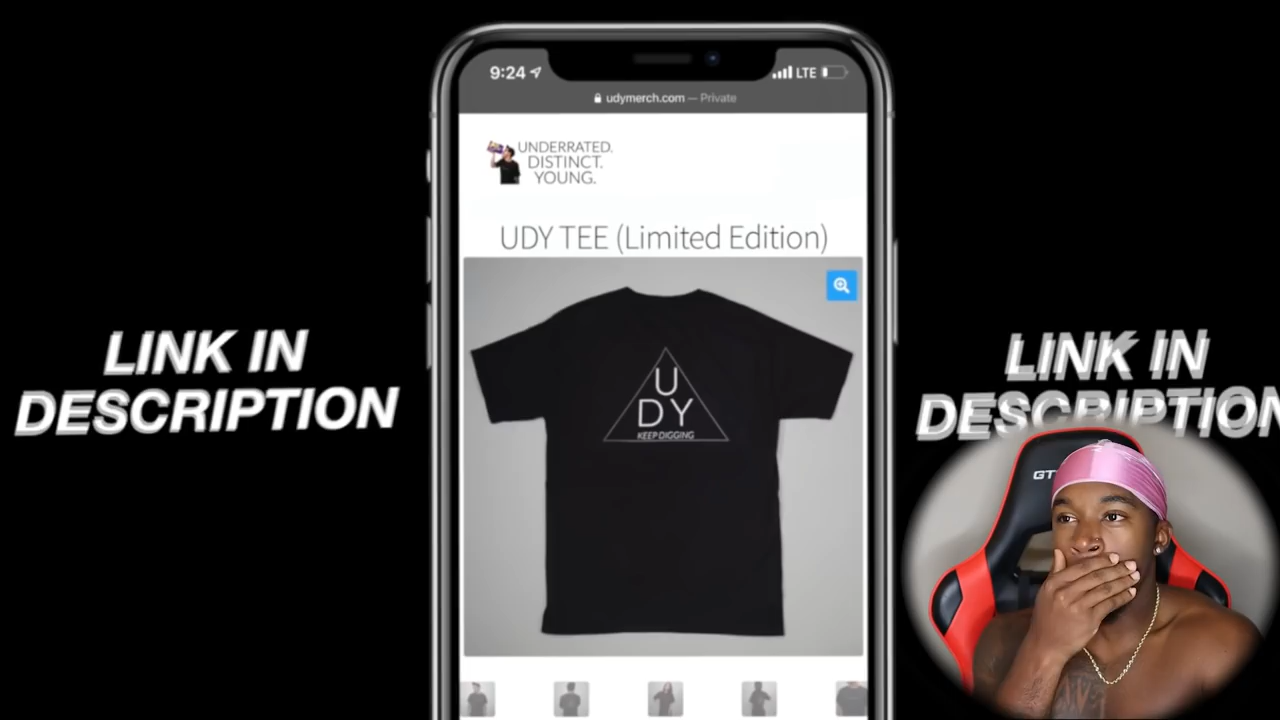 9:24
LTE
udymerch.com — Private
UNDERRATED.
DISTINCT.
YOUNG.
UDY TEE (Limited Edition)
U
DY
KEEP DIGGING
LINK IN
DESCRIPTION
LINK IN
DESCRIPTION
GT